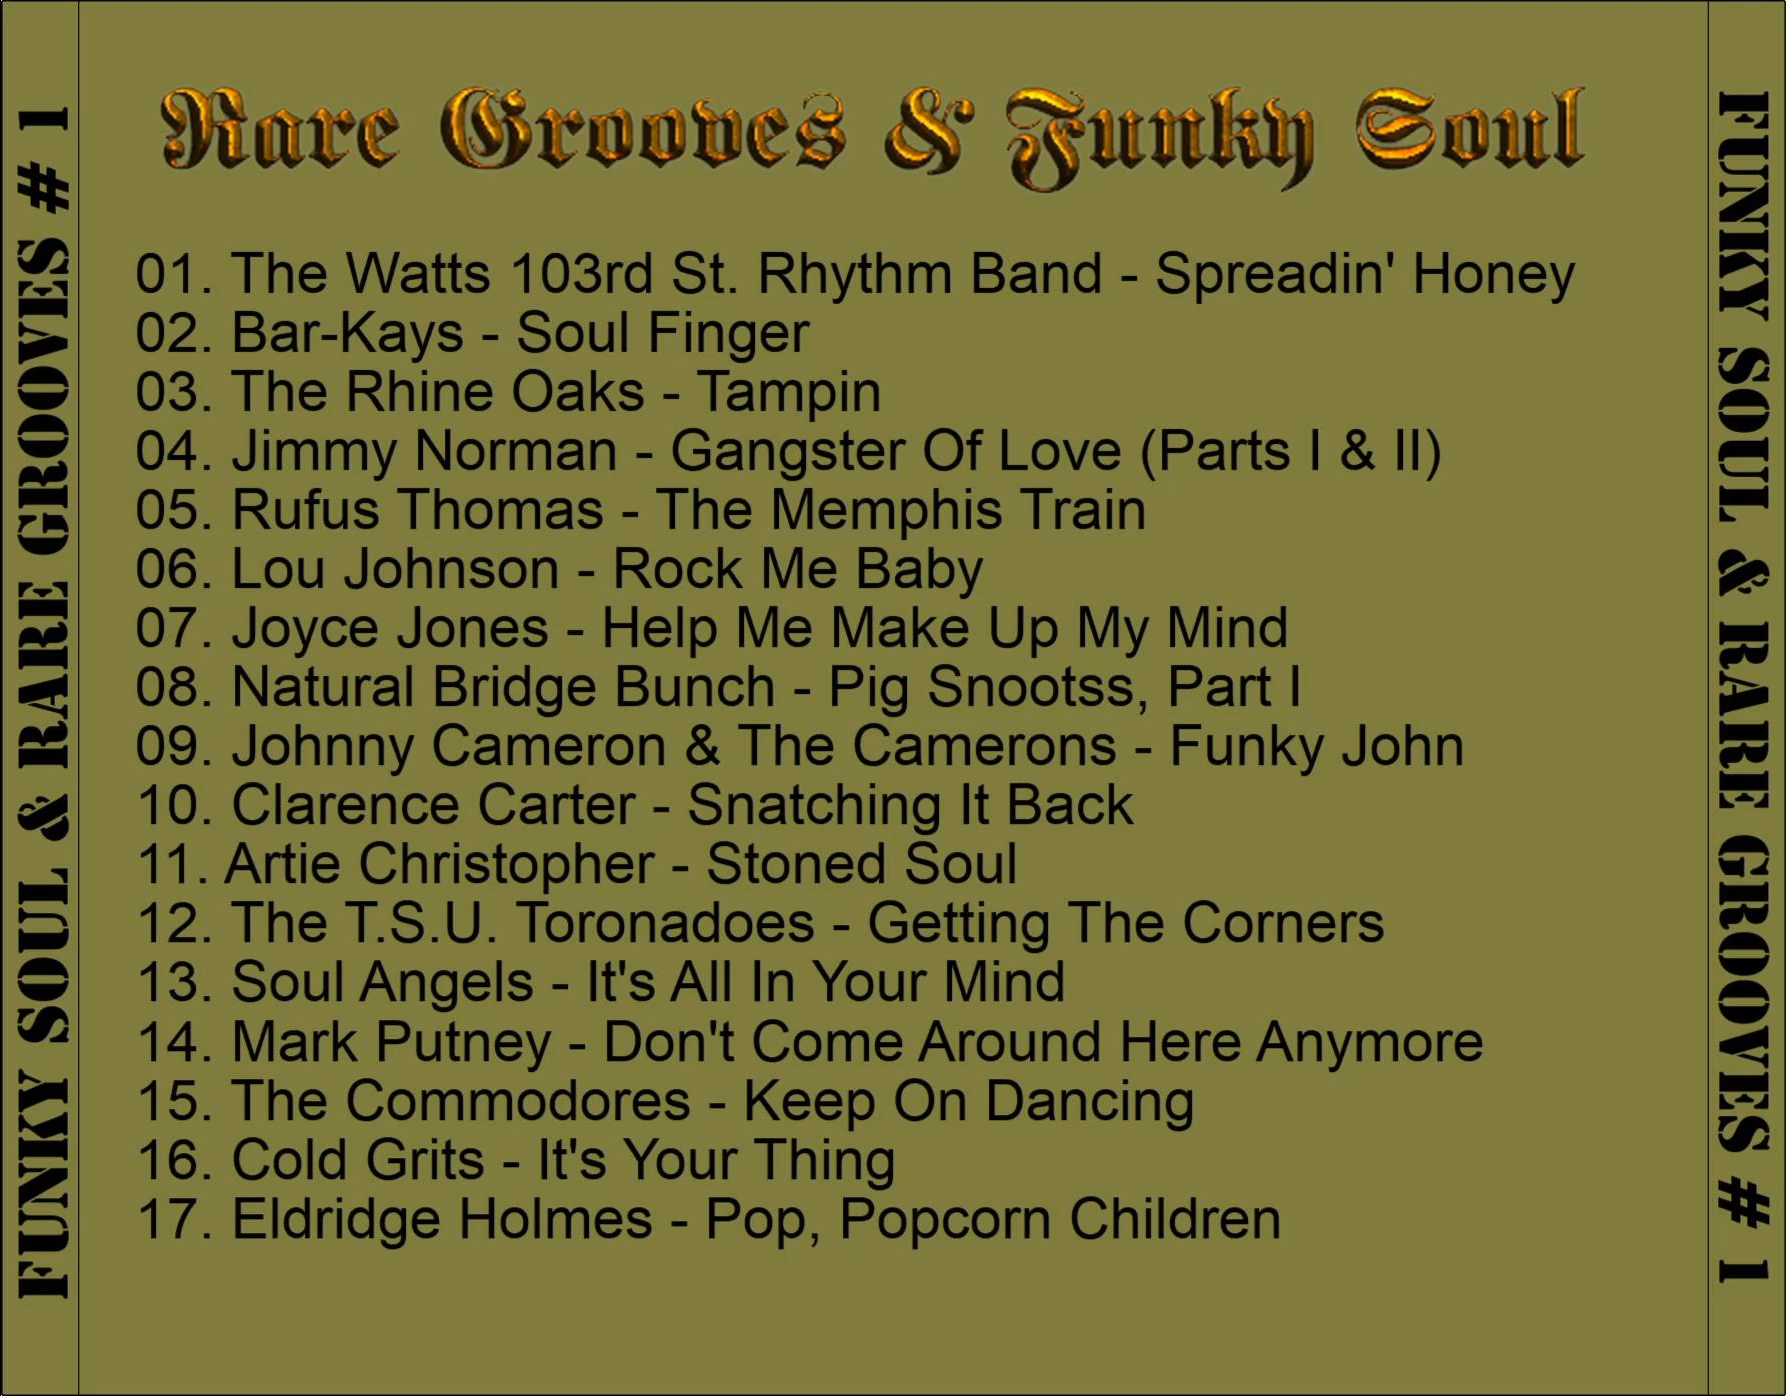 Rare Grooves & Funky Soul
01. The Watts 103rd St. Rhythm Band - Spreadin' Honey
02. Bar-Kays - Soul Finger
03. The Rhine Oaks - Tampin
04. Jimmy Norman - Gangster Of Love (Parts I & II)
05. Rufus Thomas - The Memphis Train
06. Lou Johnson - Rock Me Baby
07. Joyce Jones - Help Me Make Up My Mind
08. Natural Bridge Bunch - Pig Snootss, Part I
09. Johnny Cameron & The Camerons - Funky John
10. Clarence Carter - Snatching It Back
11. Artie Christopher - Stoned Soul
12. The T.S.U. Toronadoes - Getting The Corners
13. Soul Angels - It's All In Your Mind
14. Mark Putney - Don't Come Around Here Anymore
15. The Commodores - Keep On Dancing
16. Cold Grits - It's Your Thing
17. Eldridge Holmes - Pop, Popcorn Children
FUNKY SOUL & RARE GROOVES # 1
FUNKY SOUL & RARE GROOVES # 1